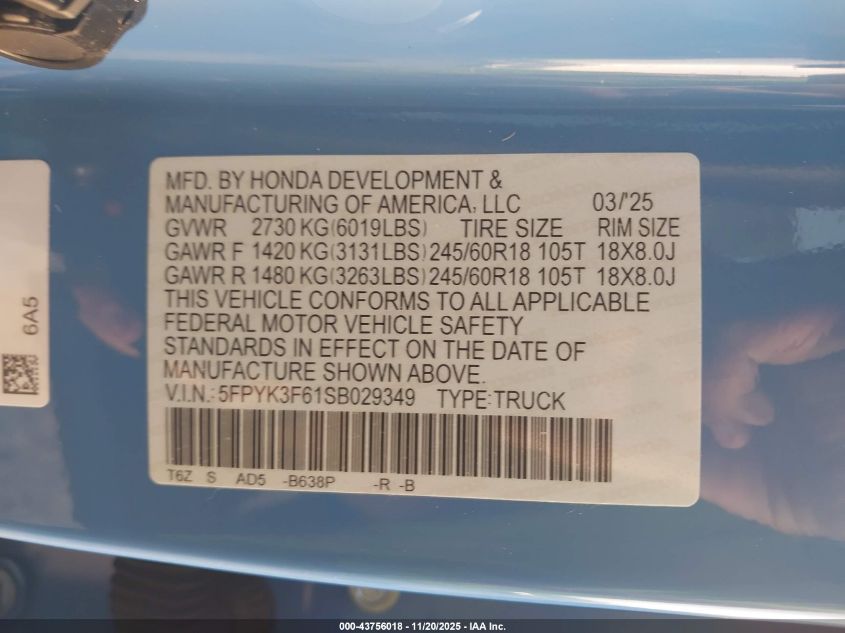 MFD. BY HONDA DEVELOPMENT &
MANUFACTURING OF AMERICA, LLC 03/'25
GVWR 2730 KG(6019LBS) TIRE SIZE RIM SIZE
GAWR F 1420 KG(3131LBS) 245/60R18 105T 18X8.0J
GAWR R 1480 KG(3263LBS) 245/60R18 105T 18X8.0J
THIS VEHICLE CONFORMS TO ALL APPLICABLE
FEDERAL MOTOR VEHICLE SAFETY
STANDARDS IN EFFECT ON THE DATE OF
MANUFACTURE SHOWN ABOVE.
V.I.N.: 5FPYK3F61SB029349 TYPE:TRUCK
T6Z S AD5 -B638P -R -B
6A5
000-43756018 - 11/20/2025 - IAA Inc.